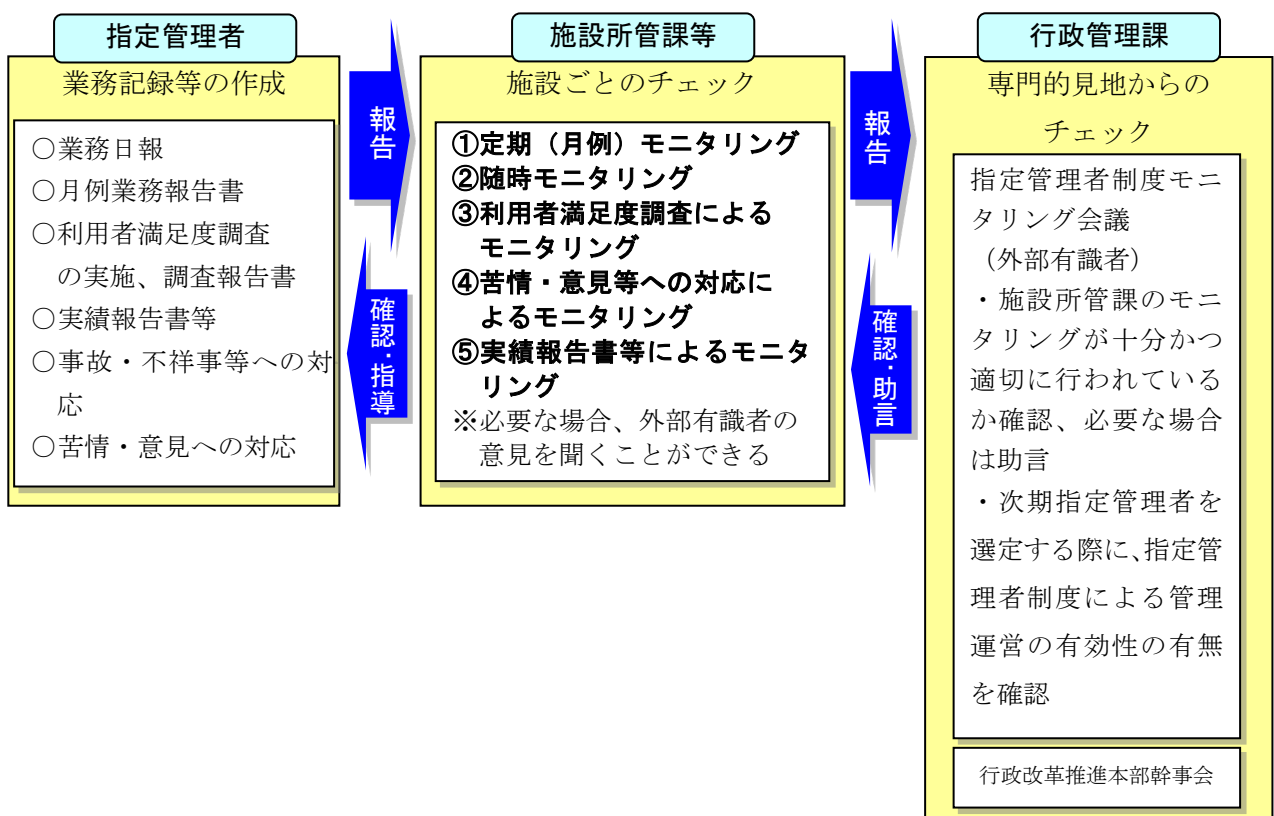 指定管理者
業務記録等の作成
○業務日報
○月例業務報告書
○利用者満足度調査
の実施、調査報告書
○実績報告書等
○事故・不祥事等への対
応
○苦情・意見への対応
報告
確認・指導
施設所管課等
施設ごとのチェック
①定期（月例）モニタリング
②随時モニタリング
③利用者満足度調査による
モニタリング
④苦情・意見等への対応に
よるモニタリング
⑤実績報告書等によるモニタ
リング
※必要な場合、外部有識者の
意見を聞くことができる
報告
確認・助言
行政管理課
専門的見地からの
チェック
指定管理者制度モニ
タリング会議
（外部有識者）
・施設所管課のモニ
タリングが十分かつ
適切に行われている
か確認、必要な場合
は助言
・次期指定管理者を
選定する際に、指定管
理者制度による管理
運営の有効性の有無
を確認
行政改革推進本部幹事会